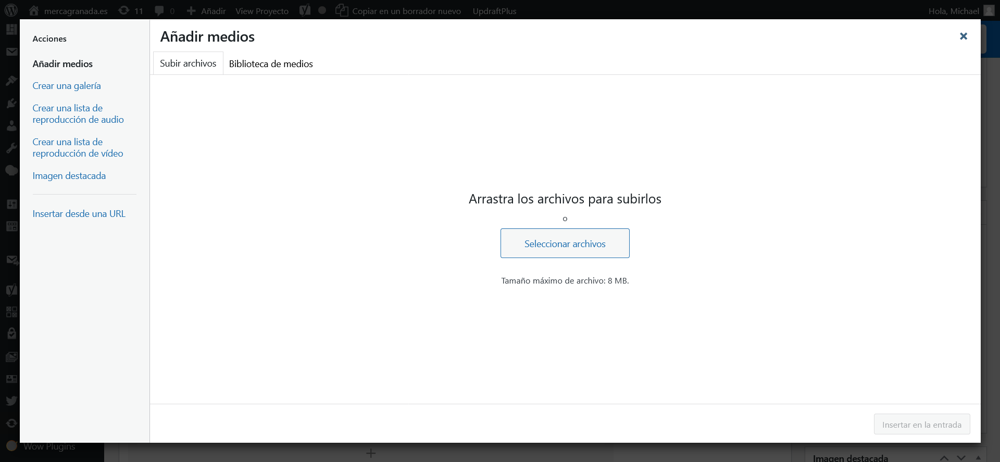 mercagranada.es 11 0 Añadir View Proyecto Copiar en un borrador nuevo UpdraftPlus Hola, Michael
Acciones
Añadir medios
Crear una galería
Crear una lista de
reproducción de audio
Crear una lista de
reproducción de vídeo
Imagen destacada
Insertar desde una URL
Añadir medios
Subir archivos Biblioteca de medios
Arrastra los archivos para subirlos
o
Seleccionar archivos
Tamaño máximo de archivo: 8 MB.
Insertar en la entrada
Wow Plugins
Imagen destacada